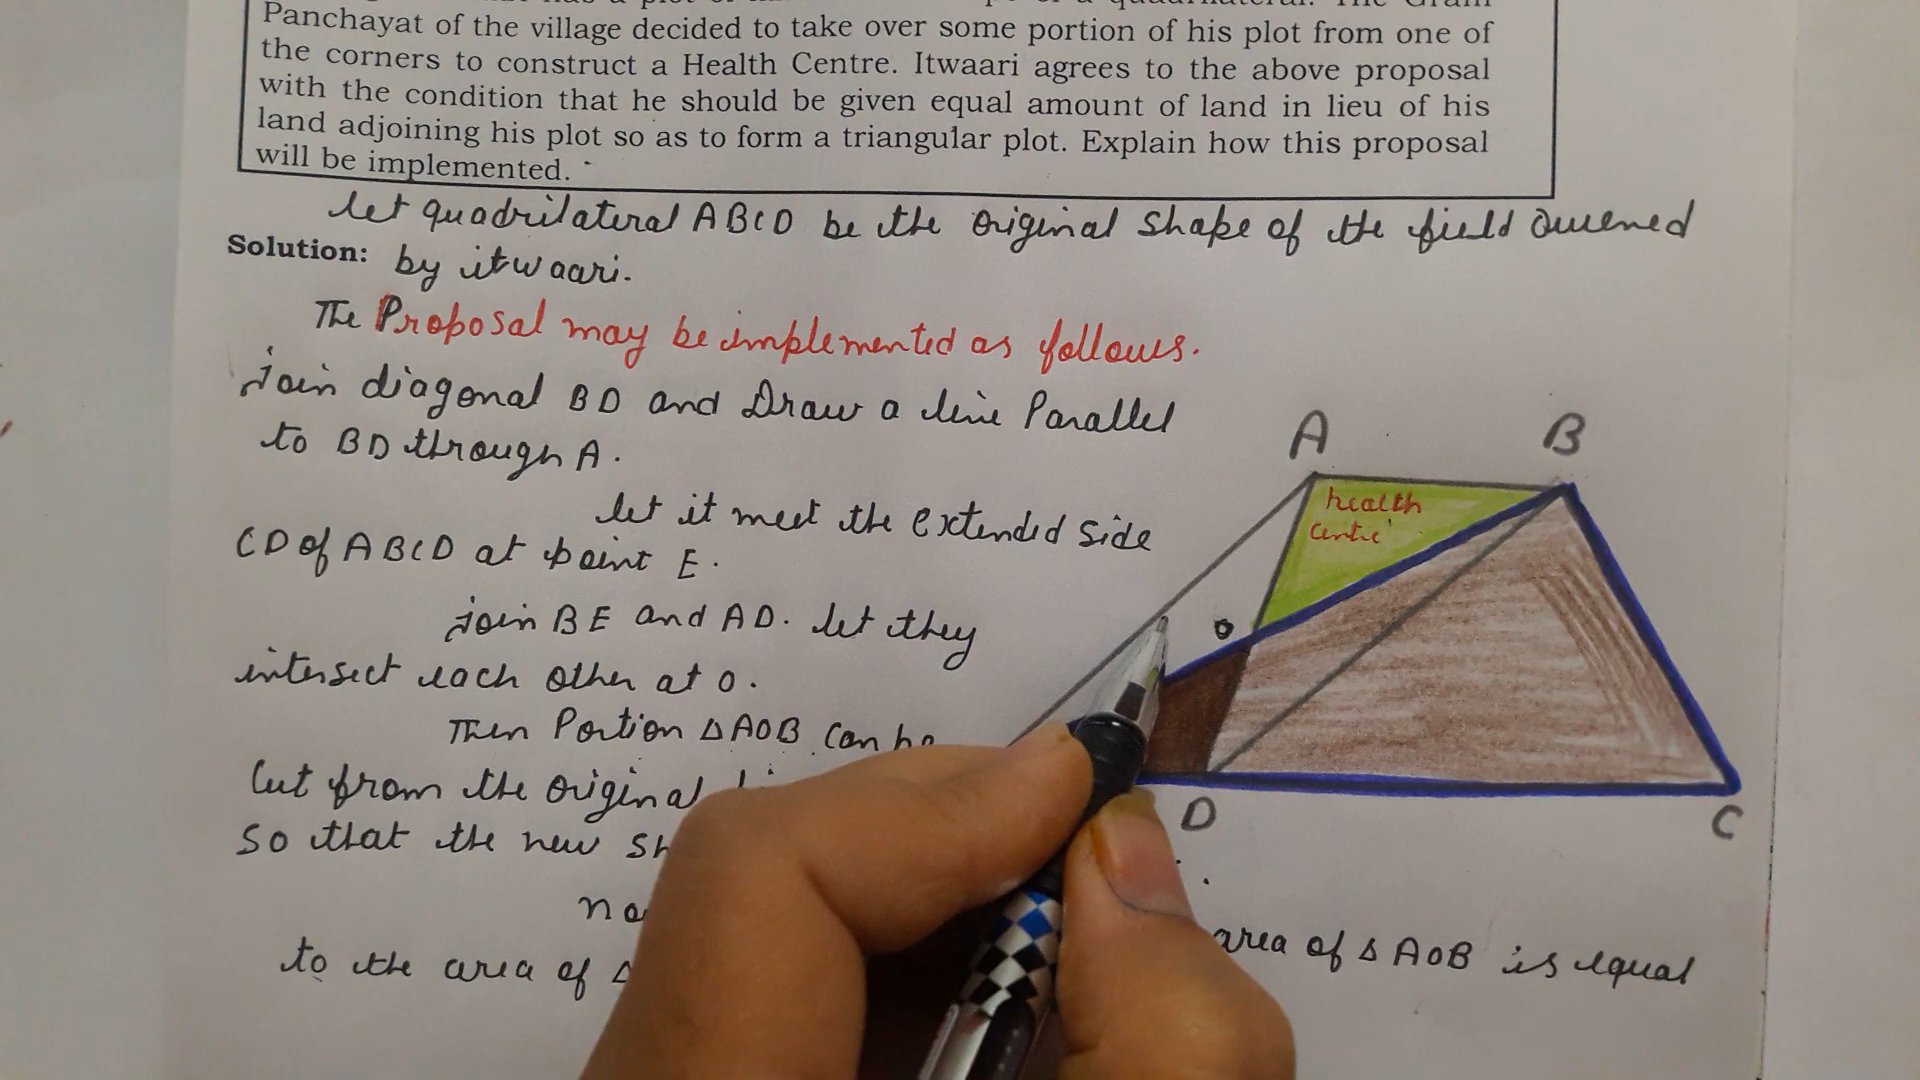 Panchayat of the village decided to take over some portion of his plot from one of
the corners to construct a Health Centre. Itwaari agrees to the above proposal
with the condition that he should be given equal amount of land in lieu of his
land adjoining his plot so as to form a triangular plot. Explain how this proposal
will be implemented.
let quadrilateral ABCD be the original shape of the field owened
Solution: by itwaari.
The Proposal may be implemented as follows.
join diagonal BD and Draw a line Parallel
to BD through A.
let it meet the extended side
CD of ABCD at point E.
join BE and AD. let they
intersect each other at o.
Then Portion △AOB can be
Cut from the original
so that the new sh
area of △ AOB is equal
to the area of △
A
B
health
centre
o
D
C